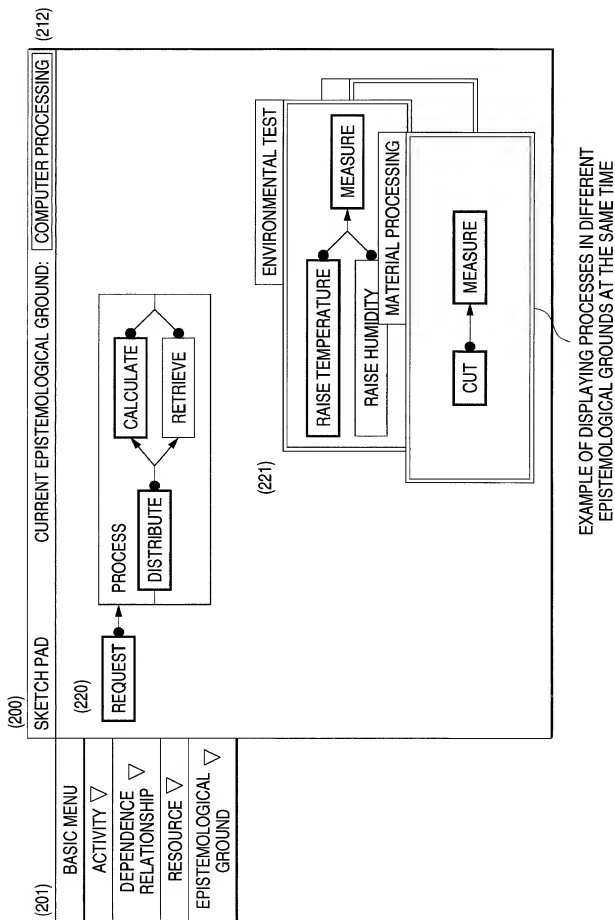 (200)
SKETCH PAD
CURRENT EPISTEMOLOGICAL GROUND:
COMPUTER PROCESSING
(212)
(201)
BASIC MENU
ACTIVITY ▽
DEPENDENCE
RELATIONSHIP ▽
RESOURCE ▽
EPISTEMOLOGICAL
GROUND ▽
(220)
REQUEST
PROCESS
DISTRIBUTE
CALCULATE
RETRIEVE
(221)
ENVIRONMENTAL TEST
RAISE TEMPERATURE
RAISE HUMIDITY
MEASURE
MATERIAL PROCESSING
CUT
MEASURE
EXAMPLE OF DISPLAYING PROCESSES IN DIFFERENT
EPISTEMOLOGICAL GROUNDS AT THE SAME TIME